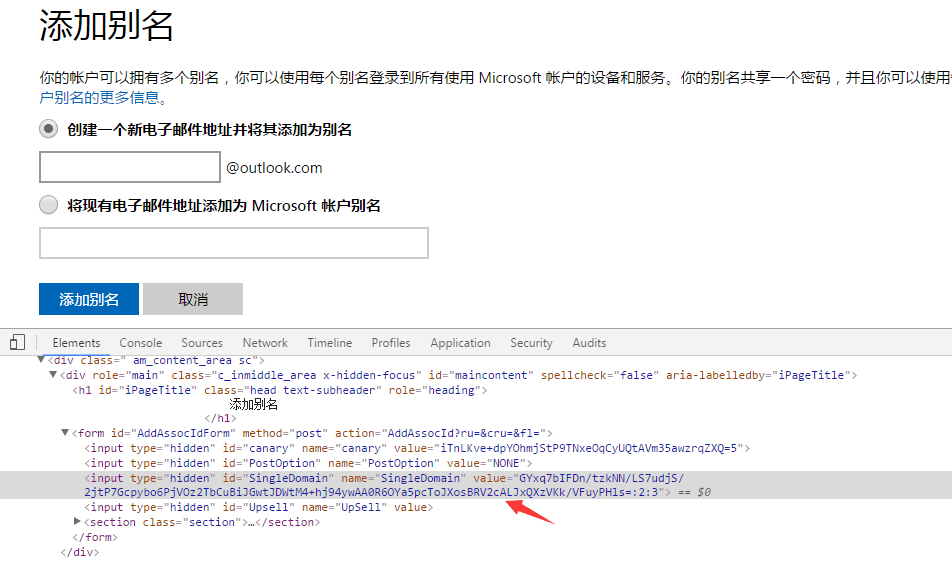 添加别名
你的帐户可以拥有多个别名，你可以使用每个别名登录到所有使用 Microsoft 帐户的设备和服务。你的别名共享一个密码，并且你可以使用
户别名的更多信息。
创建一个新电子邮件地址并将其添加为别名
@outlook.com
将现有电子邮件地址添加为 Microsoft 帐户别名
添加别名 取消
Elements Console Sources Network Timeline Profiles Application Security Audits
▼<div class=" am_content_area sc">
▼<div role="main" class="c_inmiddle_area x-hidden-focus" id="maincontent" spellcheck="false" aria-labelledby="iPageTitle">
<h1 id="iPageTitle" class="head text-subheader" role="heading">
添加别名
</h1>
▼<form id="AddAssocIdForm" method="post" action="AddAssocId?ru=&cru=&fl=">
<input type="hidden" id="canary" name="canary" value="iTnLKve+dpYOhmjStP9TNxeOqCyUQtAVm35awzrqZXQ=5">
<input type="hidden" id="PostOption" name="PostOption" value="NONE">
<input type="hidden" id="SingleDomain" name="SingleDomain" value="GYxq7bIFDn/tzkNN/LS7udjS/
2jtP7Gcpybo6PjVOz2TbCuBiJGwtJDWtM4+hj94ywAA0R6OYa5pcToJXosBRV2cALJxQXzVKk/VFuyPHls=:2:3"> == $0
<input type="hidden" id="Upsell" name="UpSell" value>
▶<section class="section">…</section>
</form>
</div>